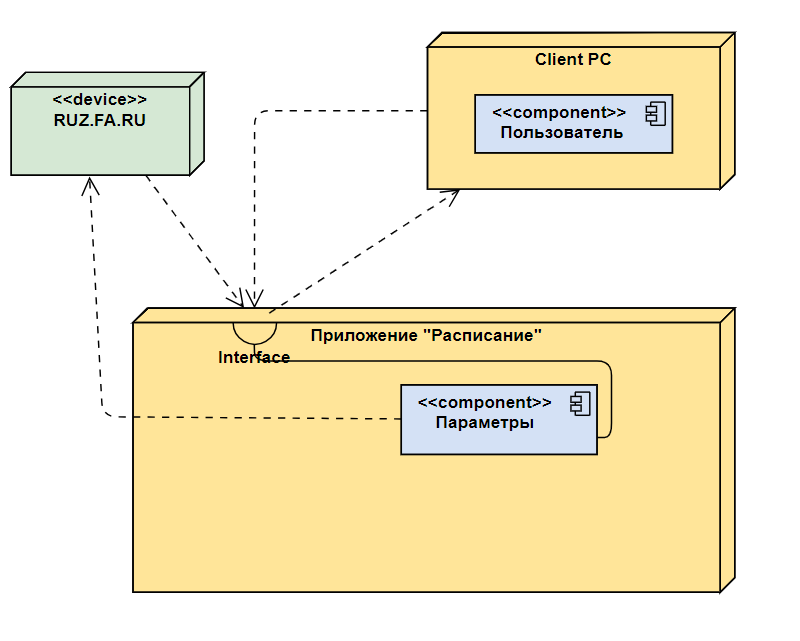 Client PC
<<component>>
Пользователь
<<device>>
RUZ.FA.RU
Приложение "Расписание"
Interface
<<component>>
Параметры